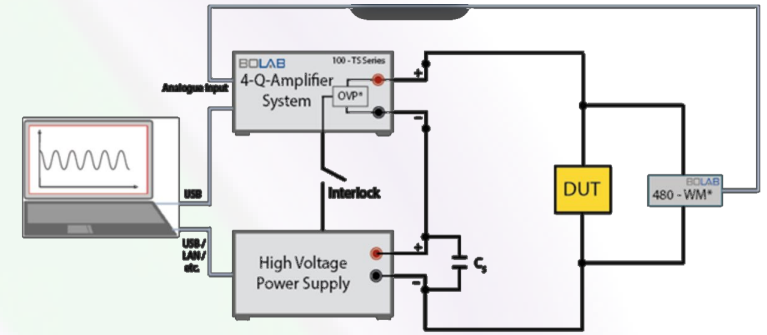 BOLAB
100 - TS Series
4-Q-Amplifier
System
OVP*
+
−
Analogue Input
USB
Interlock
USB /
LAN /
etc.
High Voltage
Power Supply
+
−
Cs
DUT
BOLAB
480 - WM*